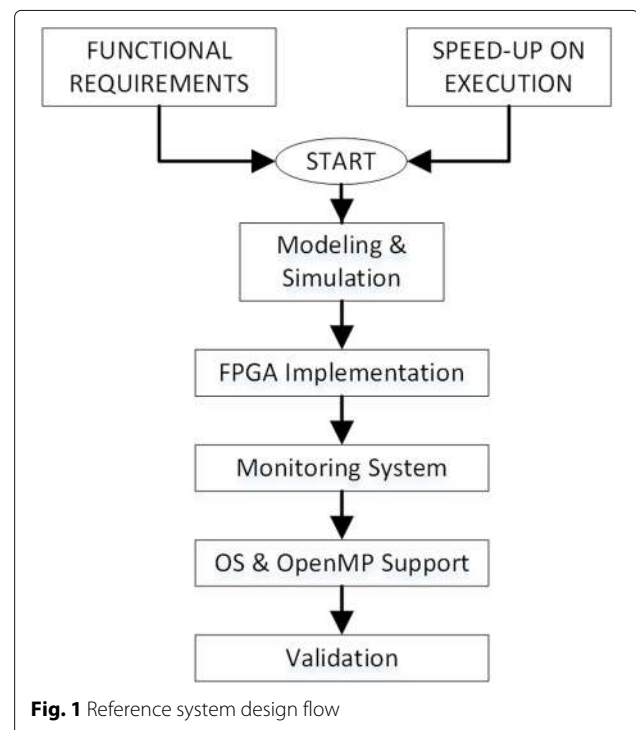 FUNCTIONAL
REQUIREMENTS
SPEED-UP ON
EXECUTION
START
Modeling &
Simulation
FPGA Implementation
Monitoring System
OS & OpenMP Support
Validation
Fig. 1 Reference system design flow